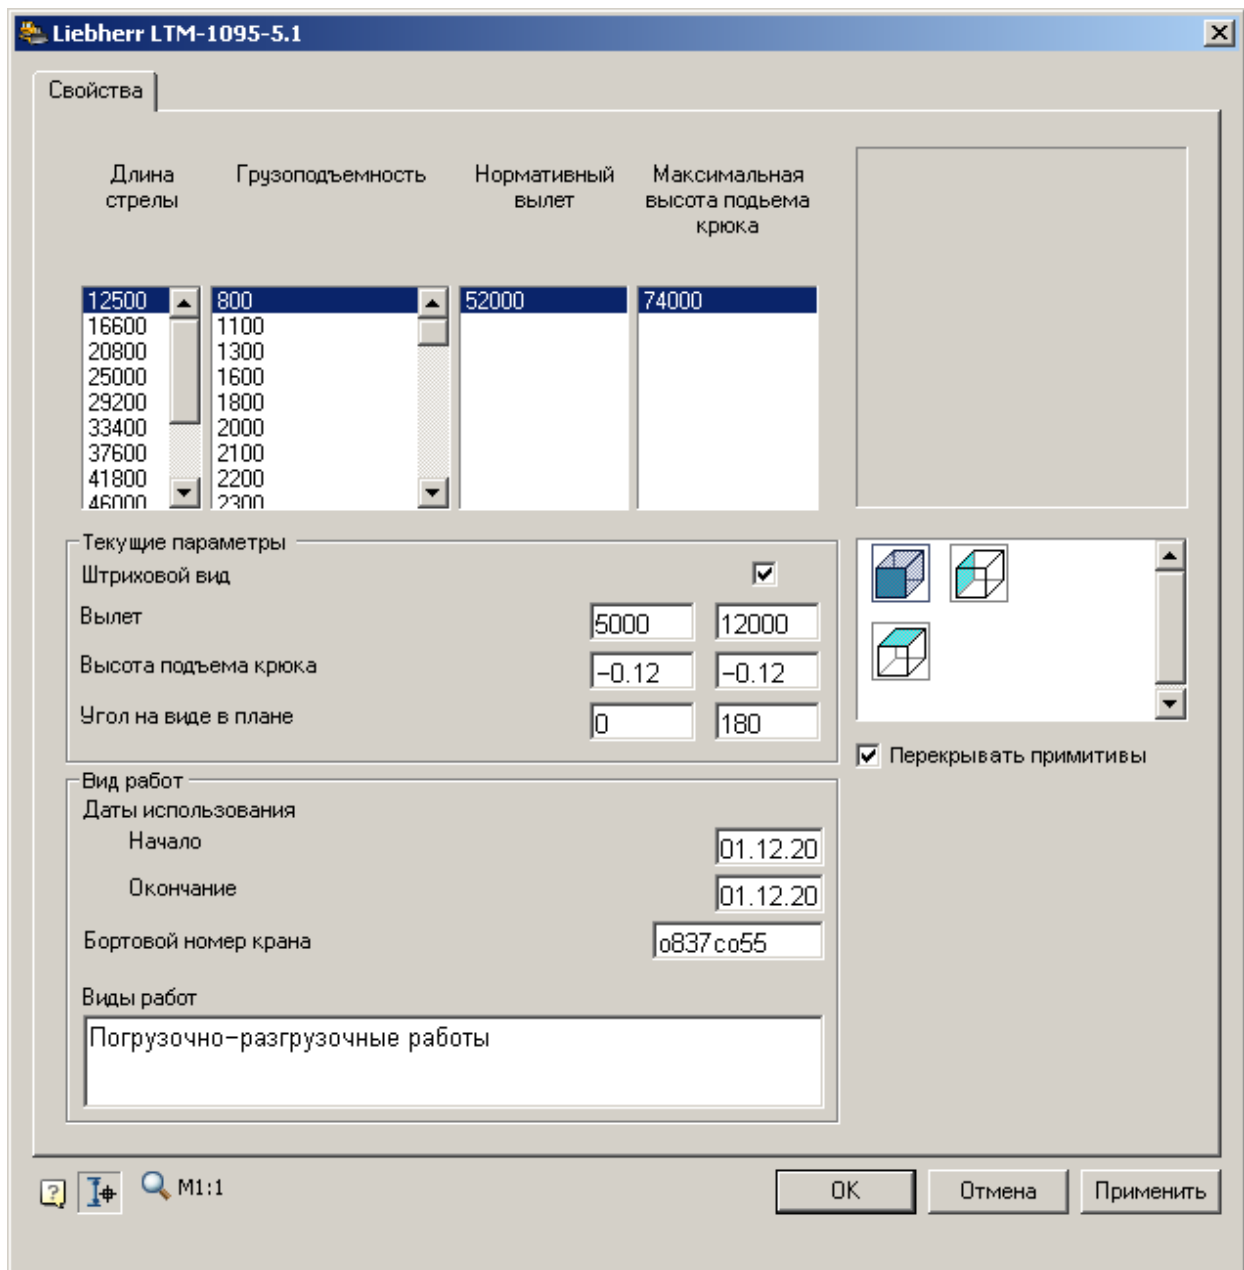 Liebherr LTM-1095-5.1
Свойства
Длина стрелы
Грузоподъемность
Нормативный вылет
Максимальная высота подьема крюка
12500
16600
20800
25000
29200
33400
37600
41800
46000
800
1100
1300
1600
1800
2000
2100
2200
2300
52000
74000
Текущие параметры
Штриховой вид
Вылет 5000 12000
Высота подъема крюка -0.12 -0.12
Угол на виде в плане 0 180
Перекрывать примитивы
Вид работ
Даты использования
Начало 01.12.20
Окончание 01.12.20
Бортовой номер крана о837со55
Виды работ
Погрузочно-разгрузочные работы
М1:1
OK Отмена Применить